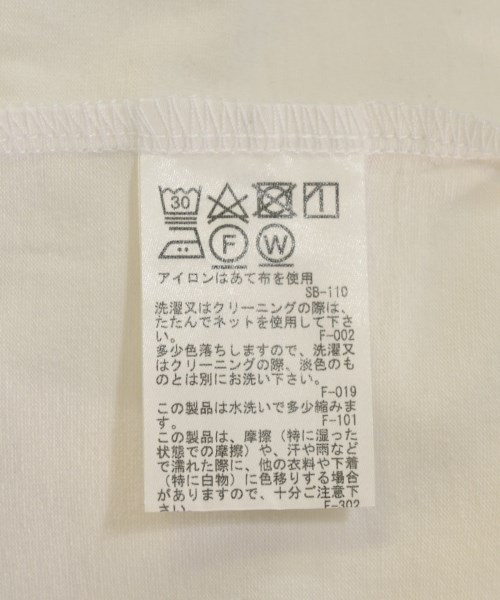 30
F W
アイロンはあて布を使用
SB-110
洗濯又はクリーニングの際は、
たたんでネットを使用して下さ
い。 F-002
多少色落ちしますので、洗濯又
はクリーニングの際、淡色のも
のとは別にお洗い下さい。
F-019
この製品は水洗いで多少縮みま
す。 F-101
この製品は、摩擦（特に湿った
状態での摩擦）や、汗や雨など
で濡れた際に、他の衣料や下着
（特に白物）に色移りする場合
がありますので、十分ご注意下
さい。 F-302